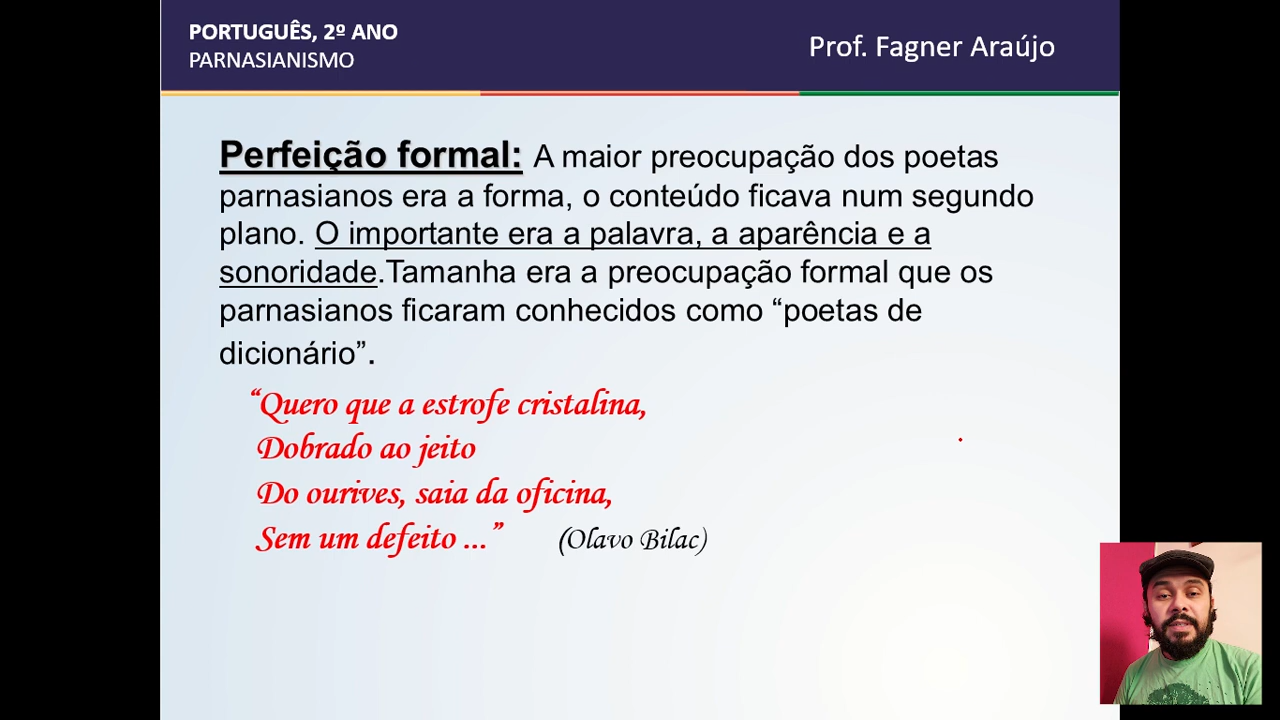 PORTUGUÊS, 2º ANO
PARNASIANISMO
Prof. Fagner Araújo
Perfeição formal: A maior preocupação dos poetas
parnasianos era a forma, o conteúdo ficava num segundo
plano. O importante era a palavra, a aparência e a
sonoridade.Tamanha era a preocupação formal que os
parnasianos ficaram conhecidos como “poetas de
dicionário”.
“Quero que a estrofe cristalina,
Dobrado ao jeito
Do ourives, saia da oficina,
Sem um defeito ...” (Olavo Bilac)